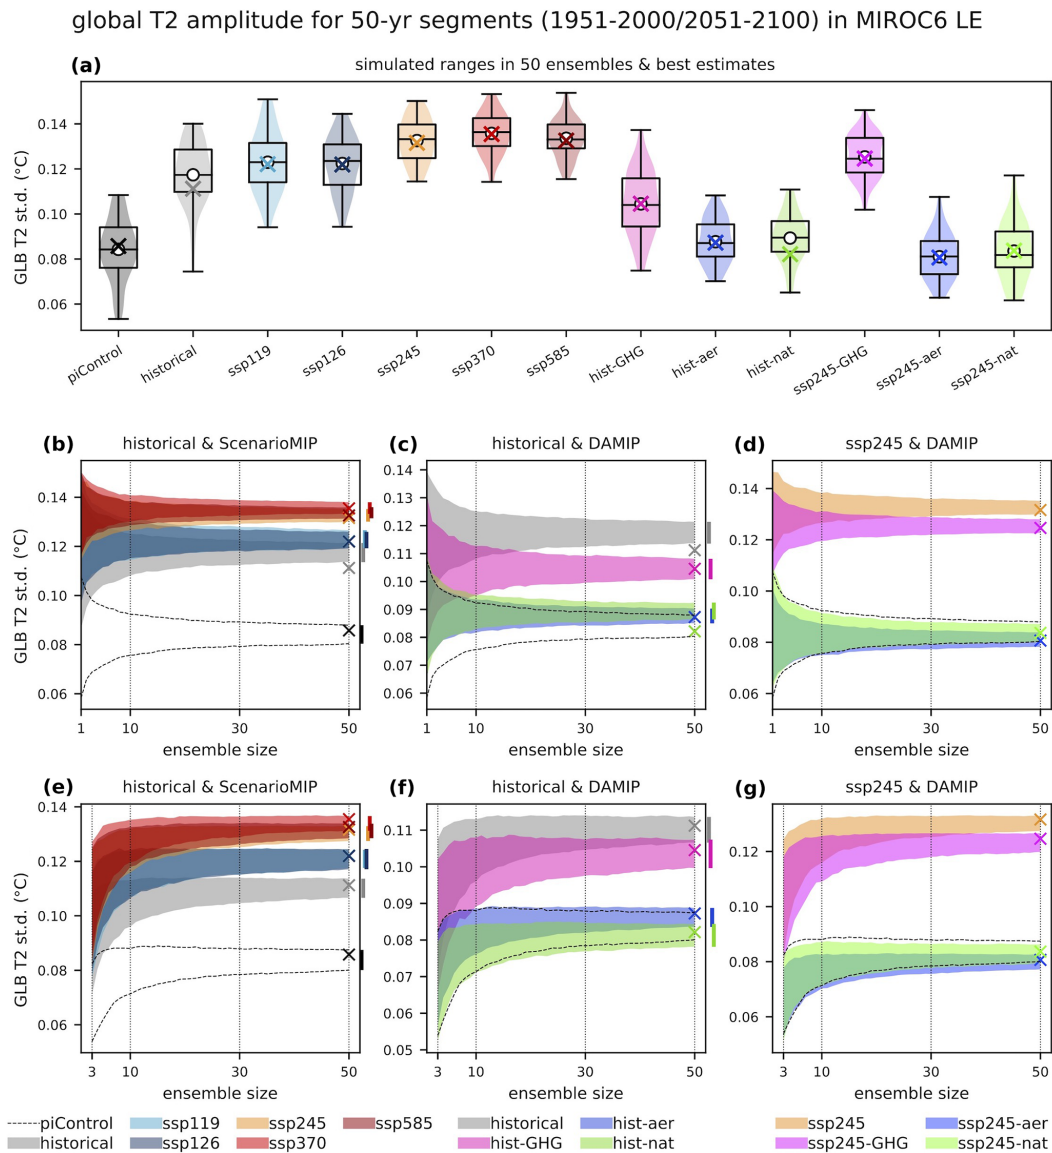 global T2 amplitude for 50-yr segments (1951-2000/2051-2100) in MIROC6 LE
(a) simulated ranges in 50 ensembles & best estimates
GLB T2 st.d. (°C)
0.14
0.12
0.10
0.08
0.06
piControl historical ssp119 ssp126 ssp245 ssp370 ssp585 hist-GHG hist-aer hist-nat ssp245-GHG ssp245-aer ssp245-nat
(b) historical & ScenarioMIP
GLB T2 st.d. (°C)
0.14
0.12
0.10
0.08
0.06
1 10 30 50
ensemble size
(c) historical & DAMIP
0.14
0.13
0.12
0.11
0.10
0.09
0.08
0.07
0.06
1 10 30 50
ensemble size
(d) ssp245 & DAMIP
0.14
0.12
0.10
0.08
0.06
1 10 30 50
ensemble size
(e) historical & ScenarioMIP
GLB T2 st.d. (°C)
0.14
0.12
0.10
0.08
0.06
3 10 30 50
ensemble size
(f) historical & DAMIP
0.11
0.10
0.09
0.08
0.07
0.06
0.05
3 10 30 50
ensemble size
(g) ssp245 & DAMIP
0.12
0.10
0.08
0.06
3 10 30 50
ensemble size
piControl ssp119 ssp245 ssp585 historical hist-aer ssp245 ssp245-aer
historical ssp126 ssp370 hist-GHG hist-nat ssp245-GHG ssp245-nat